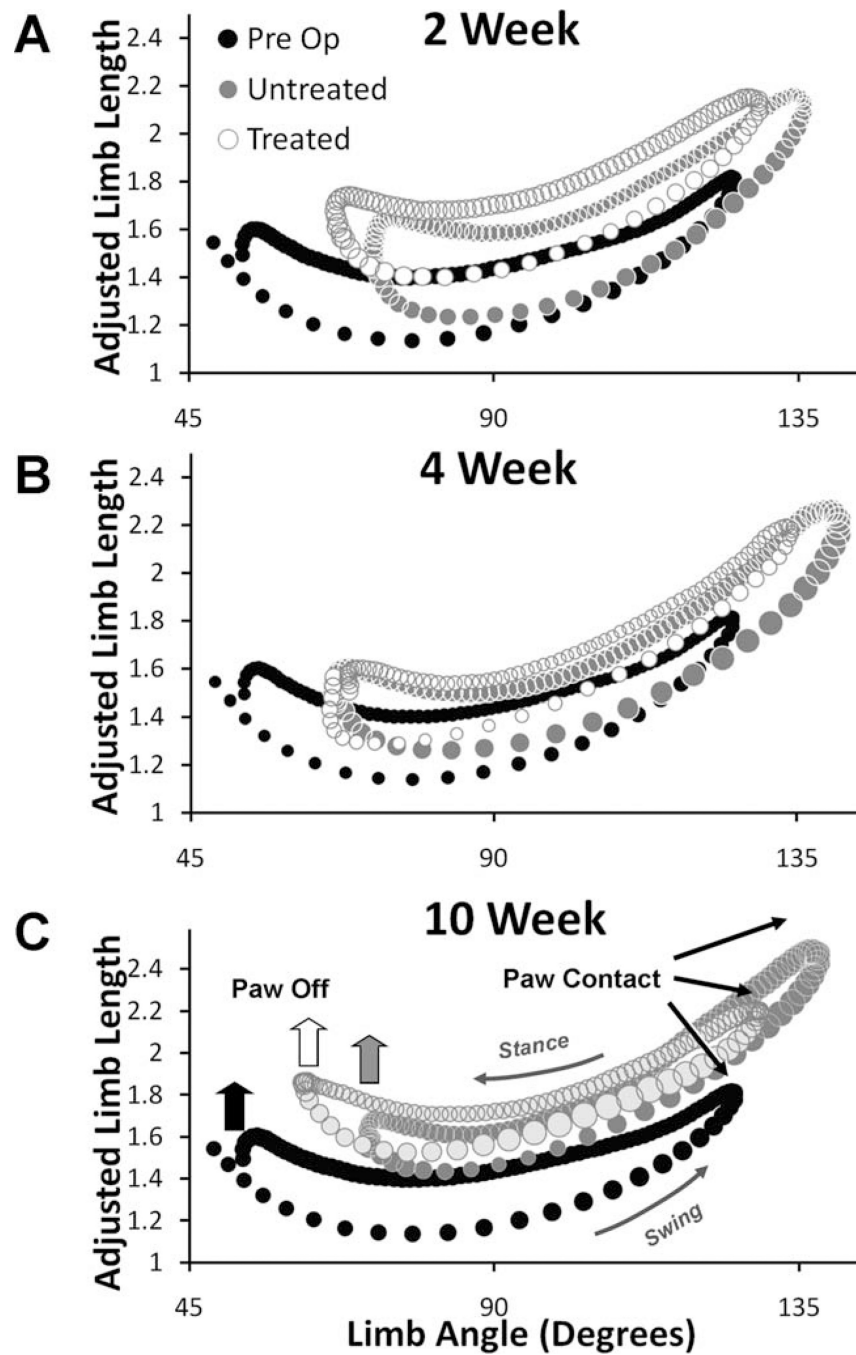 A
2 Week
Pre Op
Untreated
Treated
Adjusted Limb Length
2.4
2.2
2
1.8
1.6
1.4
1.2
1
45
90
135
B
4 Week
Adjusted Limb Length
2.4
2.2
2
1.8
1.6
1.4
1.2
1
45
90
135
C
10 Week
Paw Off
Paw Contact
Stance
Swing
Adjusted Limb Length
2.4
2.2
2
1.8
1.6
1.4
1.2
1
45
90
135
Limb Angle (Degrees)